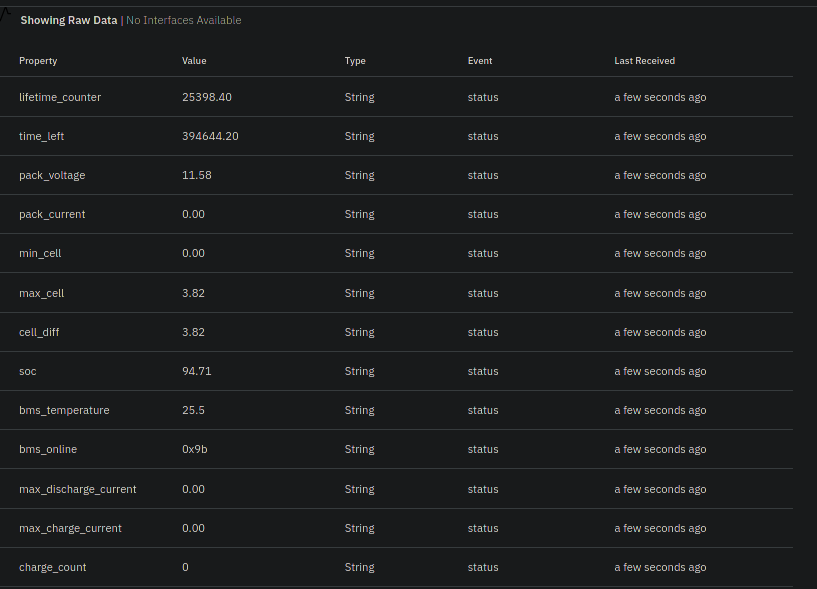 Showing Raw Data | No Interfaces Available
Property Value Type Event Last Received
lifetime_counter 25398.40 String status a few seconds ago
time_left 394644.20 String status a few seconds ago
pack_voltage 11.58 String status a few seconds ago
pack_current 0.00 String status a few seconds ago
min_cell 0.00 String status a few seconds ago
max_cell 3.82 String status a few seconds ago
cell_diff 3.82 String status a few seconds ago
soc 94.71 String status a few seconds ago
bms_temperature 25.5 String status a few seconds ago
bms_online 0x9b String status a few seconds ago
max_discharge_current 0.00 String status a few seconds ago
max_charge_current 0.00 String status a few seconds ago
charge_count 0 String status a few seconds ago